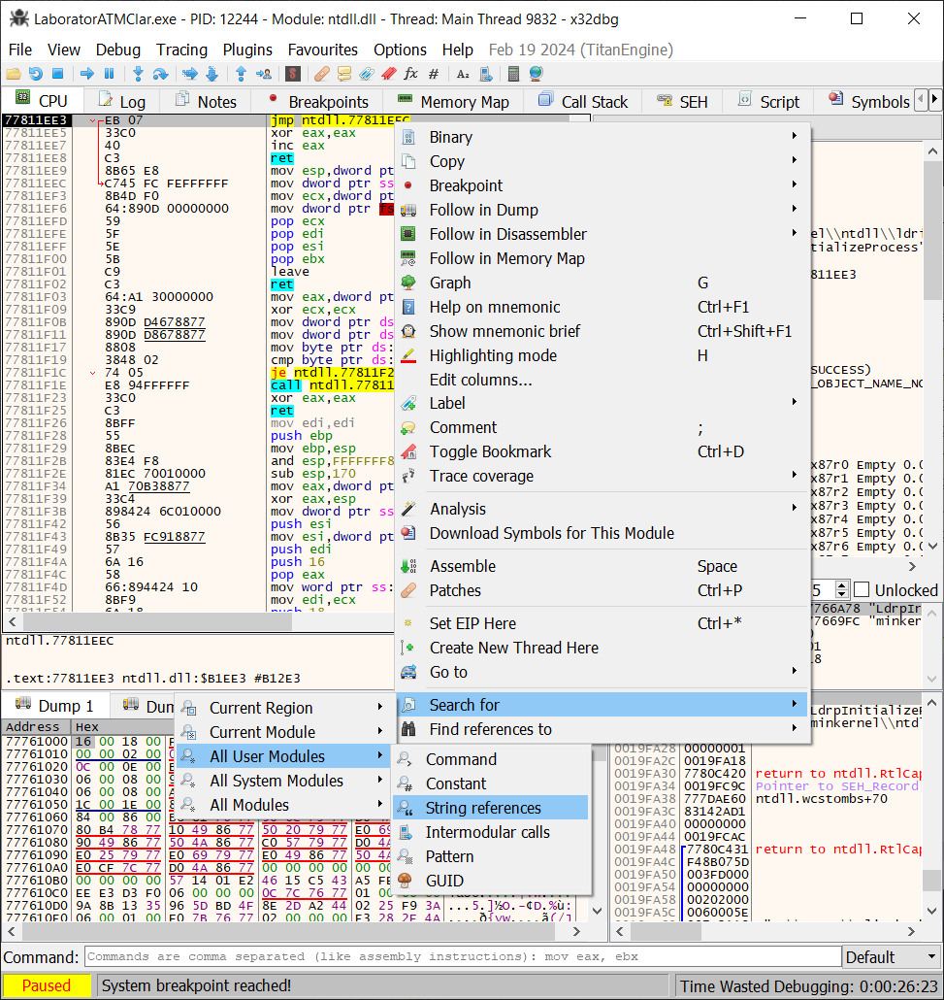 LaboratorATMClar.exe - PID: 12244 - Module: ntdll.dll - Thread: Main Thread 9832 - x32dbg
File View Debug Tracing Plugins Favourites Options Help Feb 19 2024 (TitanEngine)
CPU Log Notes Breakpoints Memory Map Call Stack SEH Script Symbols
77811EE3 EB 07 jmp ntdll.77811EEC
77811EE5 33C0 xor eax,eax
77811EE7 40 inc eax
77811EE8 C3 ret
77811EE9 8B65 E8 mov esp,dword pt
77811EEC C745 FC FEFFFFFF mov dword ptr ss
77811EF3 8B4D F0 mov ecx,dword pt
77811EF6 64:890D 00000000 mov dword ptr fs
77811EFD 59 pop ecx
77811EFE 5F pop edi
77811EFF 5E pop esi
77811F00 5B pop ebx
77811F01 C9 leave
77811F02 C3 ret
77811F03 64:A1 30000000 mov eax,dword pt
77811F09 33C9 xor ecx,ecx
77811F0B 890D D4678877 mov dword ptr ds
77811F11 890D D8678877 mov dword ptr ds
77811F17 8808 mov byte ptr ds:
77811F19 3848 02 cmp byte ptr ds:
77811F1C 74 05 je ntdll.77811F2
77811F1E E8 94FFFFFF call ntdll.77811
77811F23 33C0 xor eax,eax
77811F25 C3 ret
77811F26 8BFF mov edi,edi
77811F28 55 push ebp
77811F29 8BEC mov ebp,esp
77811F2B 83E4 F8 and esp,FFFFFFF8
77811F2E 81EC 70010000 sub esp,170
77811F34 A1 70B38877 mov eax,dword pt
77811F39 33C4 xor eax,esp
77811F3B 898424 6C010000 mov dword ptr ss
77811F42 56 push esi
77811F43 8B35 FC918877 mov esi,dword pt
77811F49 57 push edi
77811F4A 6A 16 push 16
77811F4C 58 pop eax
77811F4D 66:894424 10 mov word ptr ss:
77811F52 8BF9 mov edi,ecx
77811F54 6A 18 push 18
Binary
Copy
Breakpoint
Follow in Dump
Follow in Disassembler
Follow in Memory Map
Graph G
Help on mnemonic Ctrl+F1
Show mnemonic brief Ctrl+Shift+F1
Highlighting mode H
Edit columns...
Label
Comment ;
Toggle Bookmark Ctrl+D
Trace coverage
Analysis
Download Symbols for This Module
Assemble Space
Patches Ctrl+P
Set EIP Here Ctrl+*
Create New Thread Here
Go to
Search for
Find references to
el\\ntdll\\ldri
tializeProcess"
811EE3
SUCCESS)
_OBJECT_NAME_NO
x87r0 Empty 0.0
x87r1 Empty 0.0
x87r2 Empty 0.0
x87r3 Empty 0.0
x87r4 Empty 0.0
x87r5 Empty 0.0
x87r6 Empty 0.0
5 Unlocked
7766A78 "LdrpIn
77669FC "minker
0
01
18
ntdll.77811EEC
.text:77811EE3 ntdll.dll:$B1EE3 #B12E3
Dump 1 Dum
Current Region
Current Module
All User Modules
All System Modules
All Modules
Command
Constant
String references
Intermodular calls
Pattern
GUID
Address Hex
77761000 16 00 18 00
77761010 00 00 02 00
77761020 0C 00 0E 00
77761030 06 00 08 00
77761040 06 00 08 00
77761050 1C 00 1E 00
77761060 84 00 86 00
77761070 80 B4 78 77 10 49 86 77 50 20 79 77 E0 69
77761080 90 49 86 77 50 4A 86 77 C0 57 79 77 D0 4A
77761090 E0 25 79 77 E0 69 79 77 E0 49 86 77 50 4A
777610A0 E0 CF 7C 77 D0 4A 86 77 00 00 00 00 00 00
777610B0 00 00 00 00 57 14 01 E2 46 15 C5 43 A5 FE
777610C0 EE E3 D3 F0 06 00 00 00 0C 7C 76 77 01 00
777610D0 9A 8B 13 35 96 5D BD 4F 8E 2D A2 44 02 25 F9 3A ...5.]½O.-¢D.%ù:
777610E0 06 00 01 00 E0 7B 76 77 02 00 00 00 E3 28 2F 4A
LdrpInitializeP
minkernel\\ntd
0019FA28 00000001
0019FA2C 0019FA18
0019FA30 7780C420 return to ntdll.RtlCap
0019FA34 0019FC9C Pointer to SEH_Record
0019FA38 777DAE60 ntdll.wcstombs+70
0019FA3C 83142AD1
0019FA40 00000000
0019FA44 0019FCAC
0019FA48 7780C431 return to ntdll.RtlCap
0019FA4C F48B075D
0019FA50 003FD000
0019FA54 00000000
0019FA58 00202000
0019FA5C 0060005E
Command: Commands are comma separated (like assembly instructions): mov eax, ebx Default
Paused System breakpoint reached! Time Wasted Debugging: 0:00:26:23